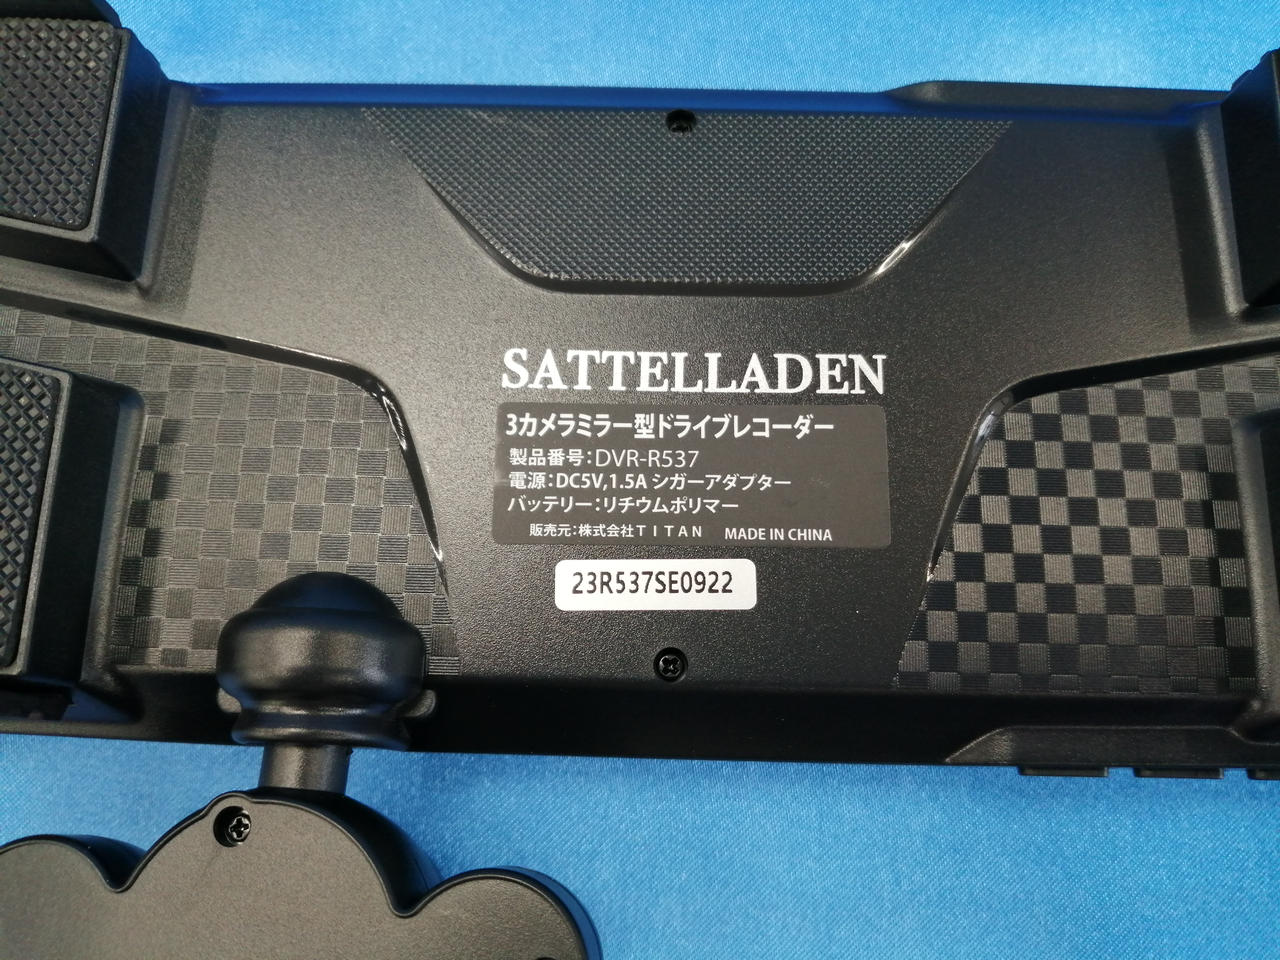 SATTELLADEN
3カメラミラー型ドライブレコーダー
製品番号:DVR-R537
電源:DC5V,1.5A シガーアダプター
バッテリー:リチウムポリマー
販売元:株式会社TITAN MADE IN CHINA
23R537SE0922